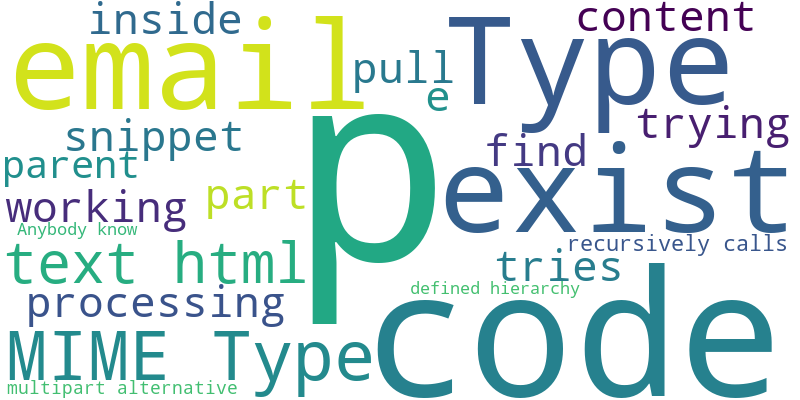 inside
content
email
Type
pull
e
p
trying
snippet
find
parent
exist
working
part
Anybody know
recursively calls
text html
tries
defined hierarchy
processing
code
MIME Type
multipart alternative